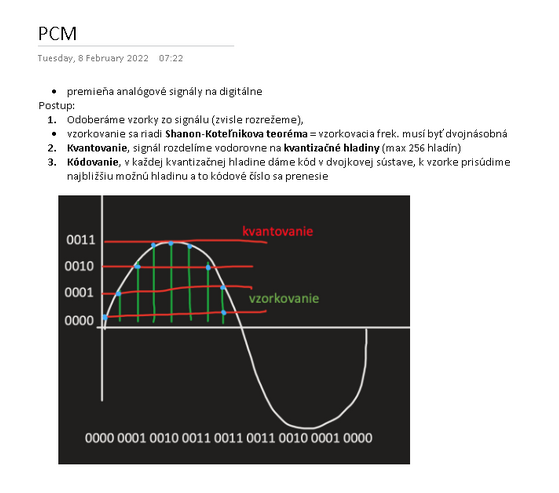 PCM
Tuesday, 8 February 2022 07:22
• premieňa analógové signály na digitálne
Postup:
1. Odoberáme vzorky zo signálu (zvisle rozrežeme),
• vzorkovanie sa riadi Shanon-Koteľnikova teoréma = vzorkovacia frek. musí byť dvojnásobná
2. Kvantovanie, signál rozdelíme vodorovne na kvantizačné hladiny (max 256 hladín)
3. Kódovanie, v každej kvantizačnej hladine dáme kód v dvojkovej sústave, k vzorke prisúdime
najbližšiu možnú hladinu a to kódové číslo sa prenesie
kvantovanie
0011
0010
0001
vzorkovanie
0000
0000 0001 0010 0011 0011 0011 0010 0001 0000